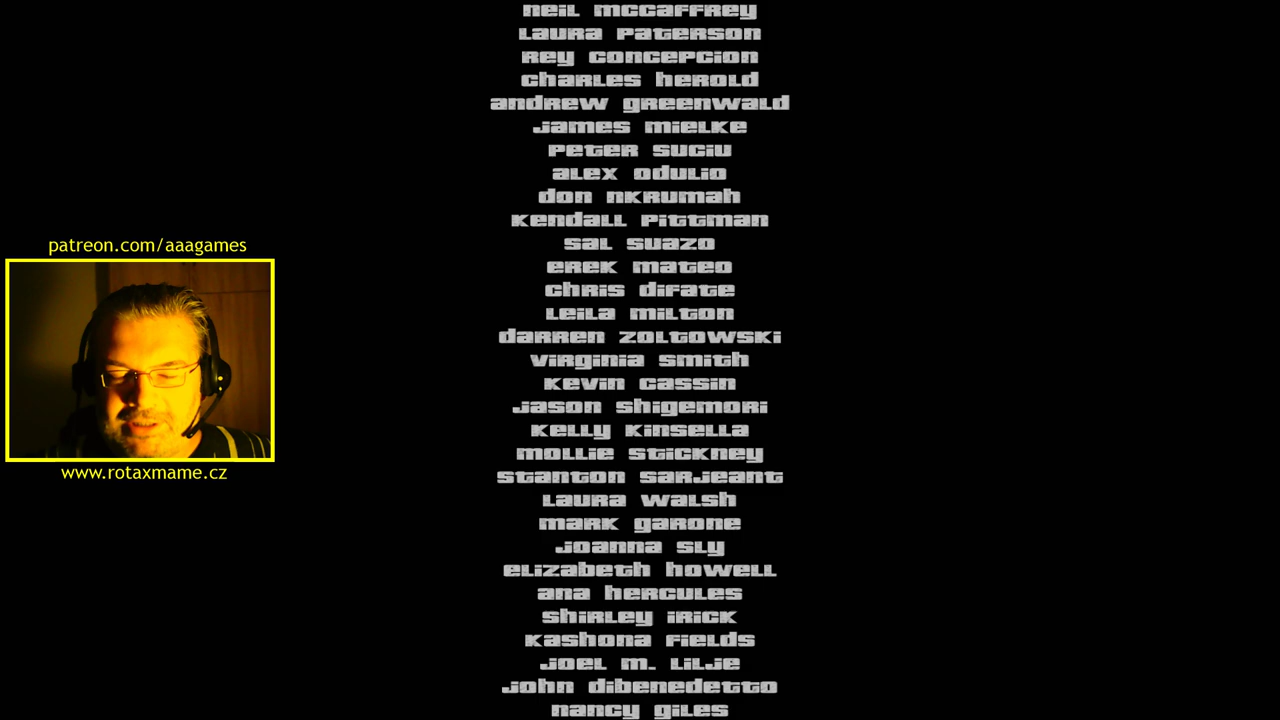 neil mccaffrey
laura paterson
rey concepcion
charles herold
andrew greenwald
james mielke
peter suciu
alex odulio
don nkrumah
kendall pittman
sal suazo
erek mateo
chris difate
leila milton
darren zoltowski
virginia smith
kevin cassin
jason shigemori
kelly kinsella
mollie stickney
stanton sarjeant
laura walsh
mark garone
joanna sly
elizabeth howell
ana hercules
shirley irick
kashona fields
joel m. lilje
john dibenedetto
nancy giles
patreon.com/aaagames
www.rotaxmame.cz